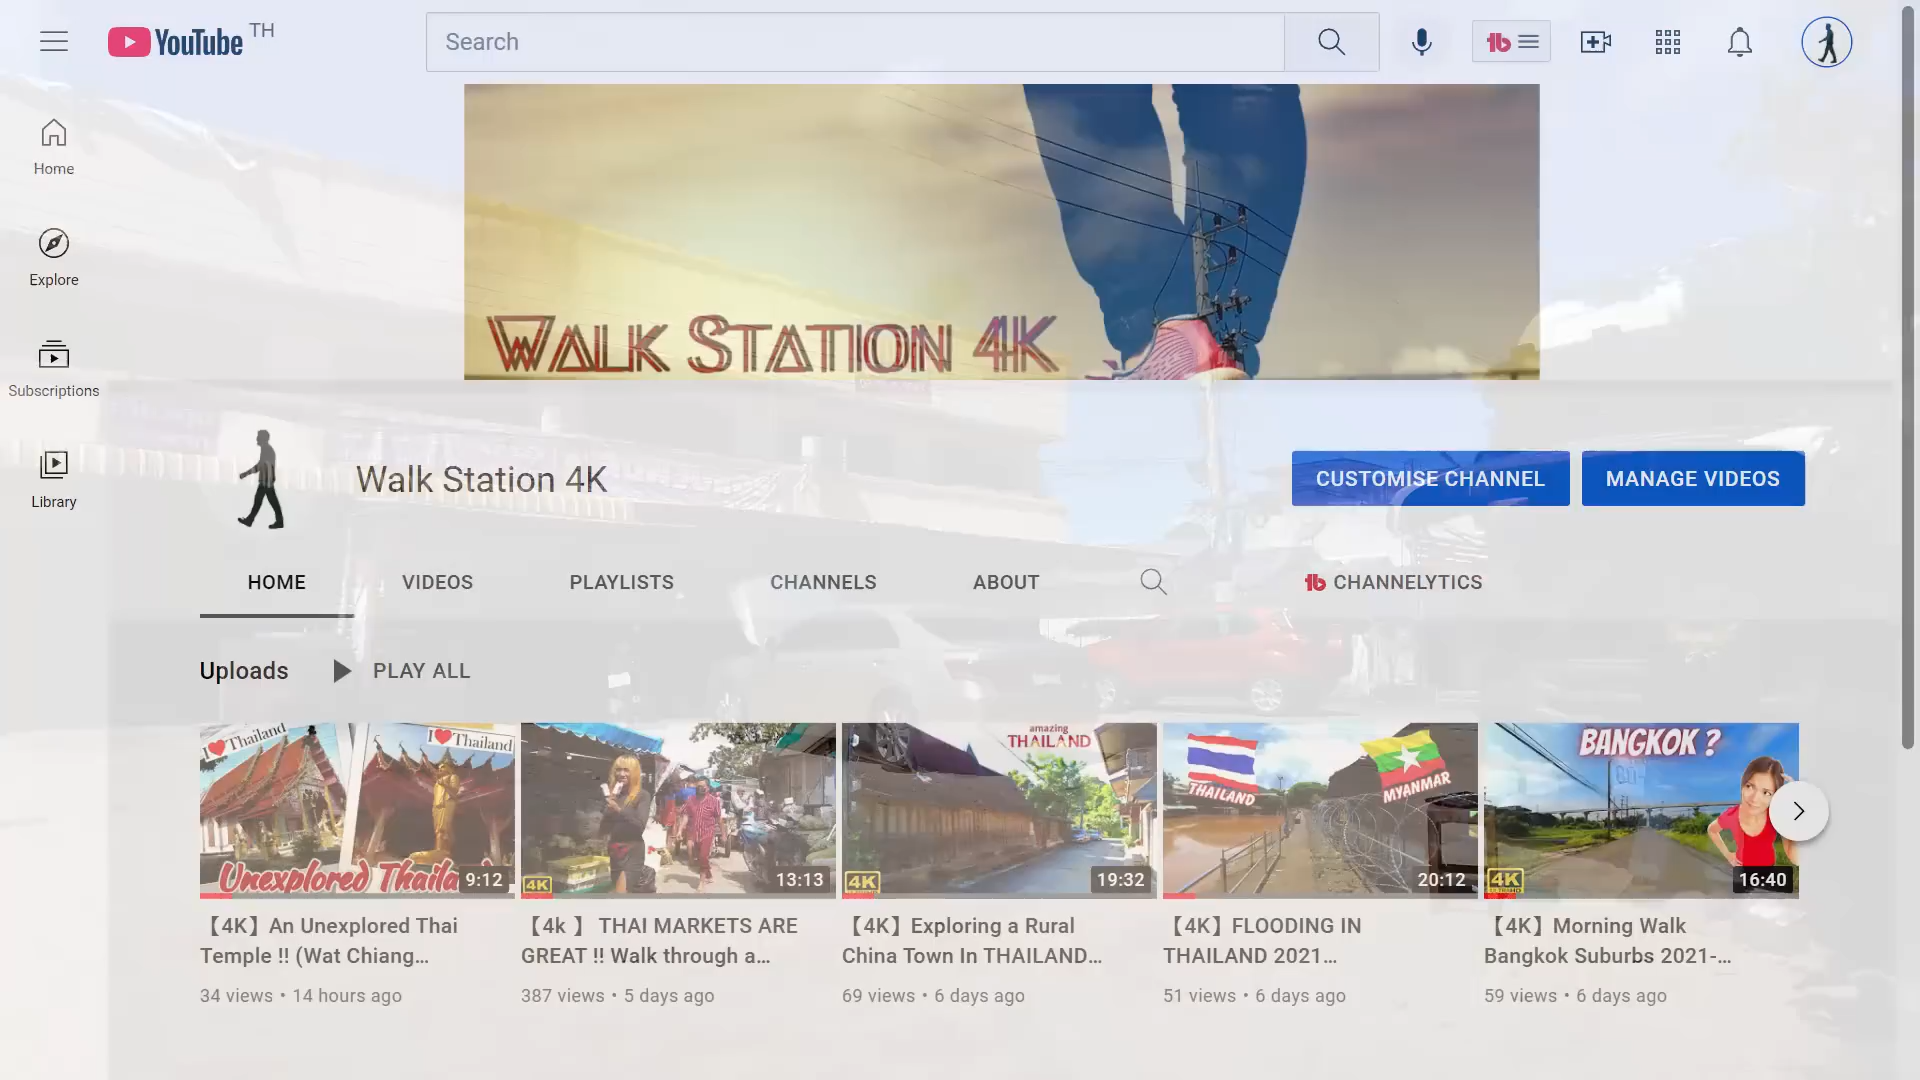 YouTube TH
Search
Home
Explore
Subscriptions
Library
WALK STATION 4K
Walk Station 4K
CUSTOMISE CHANNEL
MANAGE VIDEOS
HOME
VIDEOS
PLAYLISTS
CHANNELS
ABOUT
CHANNELYTICS
Uploads
PLAY ALL
I Thailand
I Thailand
Unexplored Thaila
9:12
4K
13:13
amazing
THAILAND
4K
19:32
THAILAND
MYANMAR
20:12
BANGKOK ?
4K
16:40
【4K】An Unexplored Thai
Temple !! (Wat Chiang…
34 views • 14 hours ago
【4k 】 THAI MARKETS ARE
GREAT !! Walk through a…
387 views • 5 days ago
【4K】Exploring a Rural
China Town In THAILAND…
69 views • 6 days ago
【4K】FLOODING IN
THAILAND 2021…
51 views • 6 days ago
【4K】Morning Walk
Bangkok Suburbs 2021-…
59 views • 6 days ago